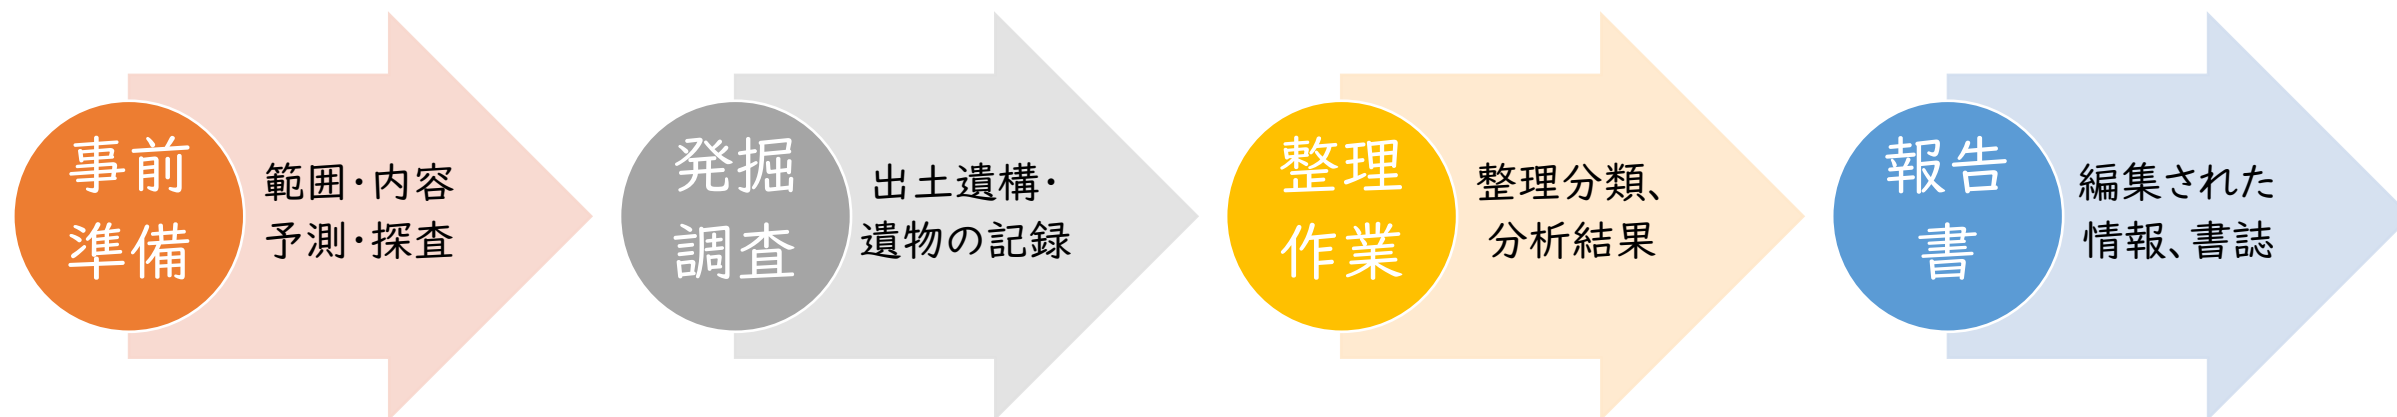 事前
準備
範囲・内容
予測・探査
発掘
調査
出土遺構・
遺物の記録
整理
作業
整理分類、
分析結果
報告
書
編集された
情報、書誌